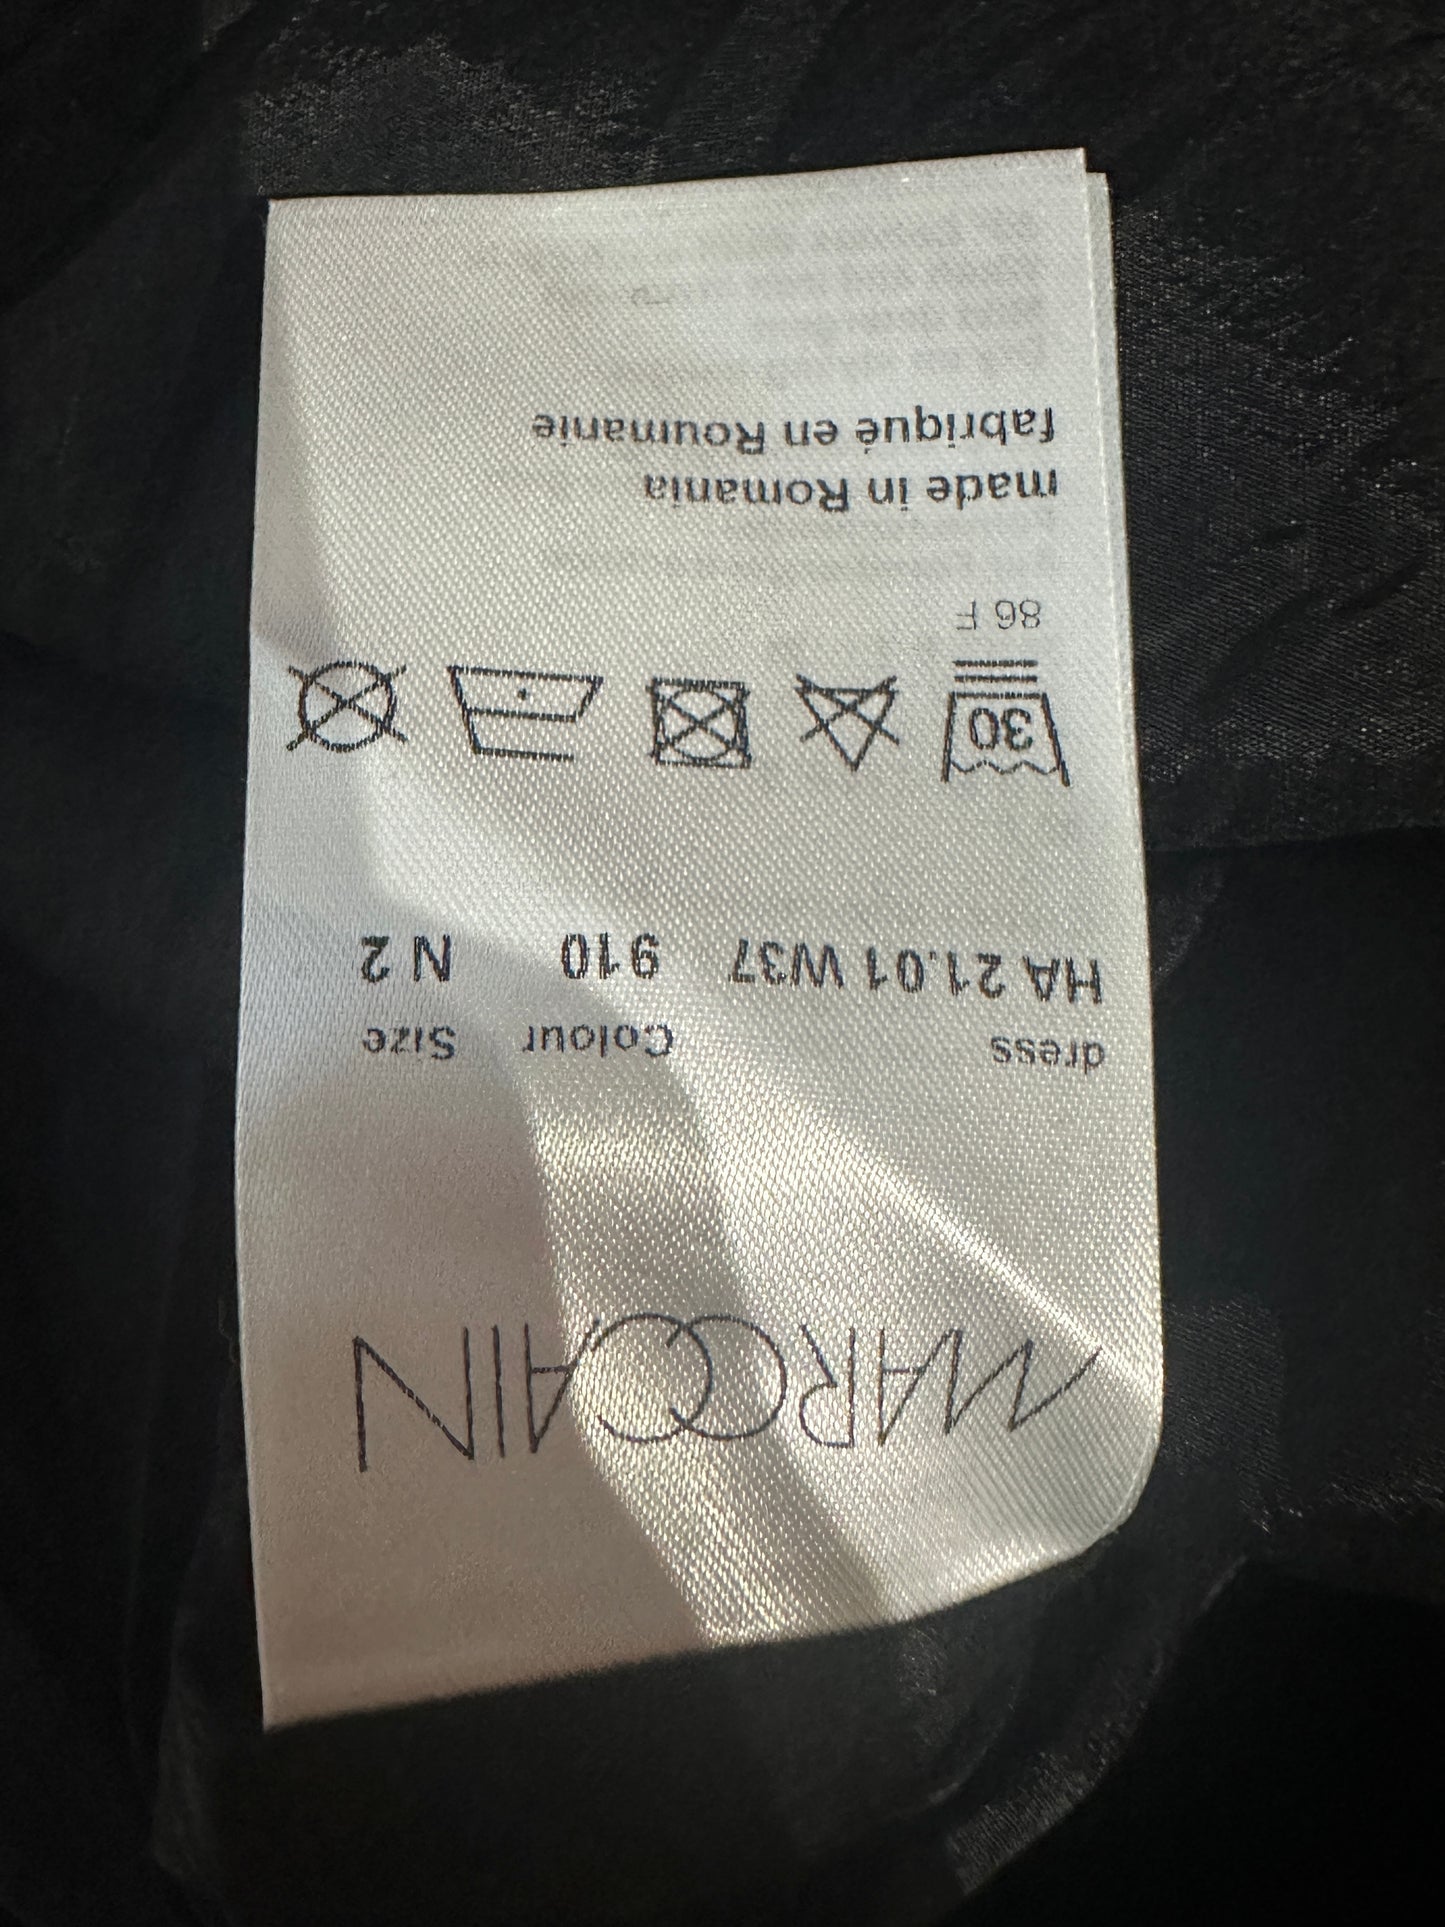 MARCCAIN
dress Colour Size
HA 21.01 W37 910 N 2
30
86 F
made in Romania
fabriqué en Roumanie